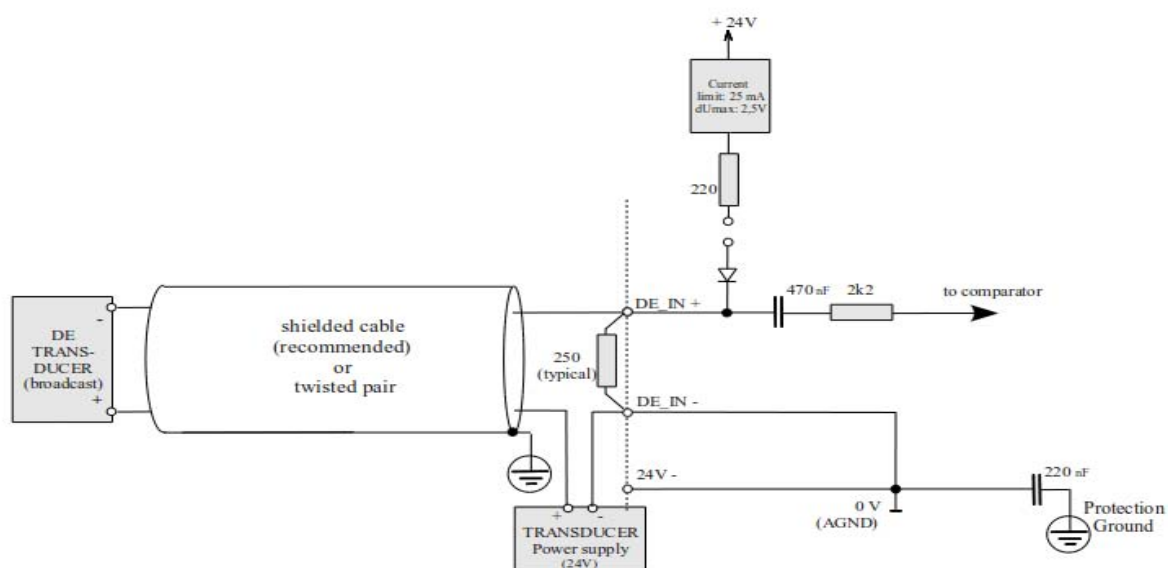 + 24V
Current
limit: 25 mA
dUmax: 2,5V
220
DE_IN +
470 nF
2k2
to comparator
-
DE
TRANS-
DUCER
(broadcast)
+
shielded cable
(recommended)
or
twisted pair
250
(typical)
DE_IN -
24V -
220 nF
0 V
(AGND)
Protection
Ground
+ -
TRANSDUCER
Power supply
(24V)